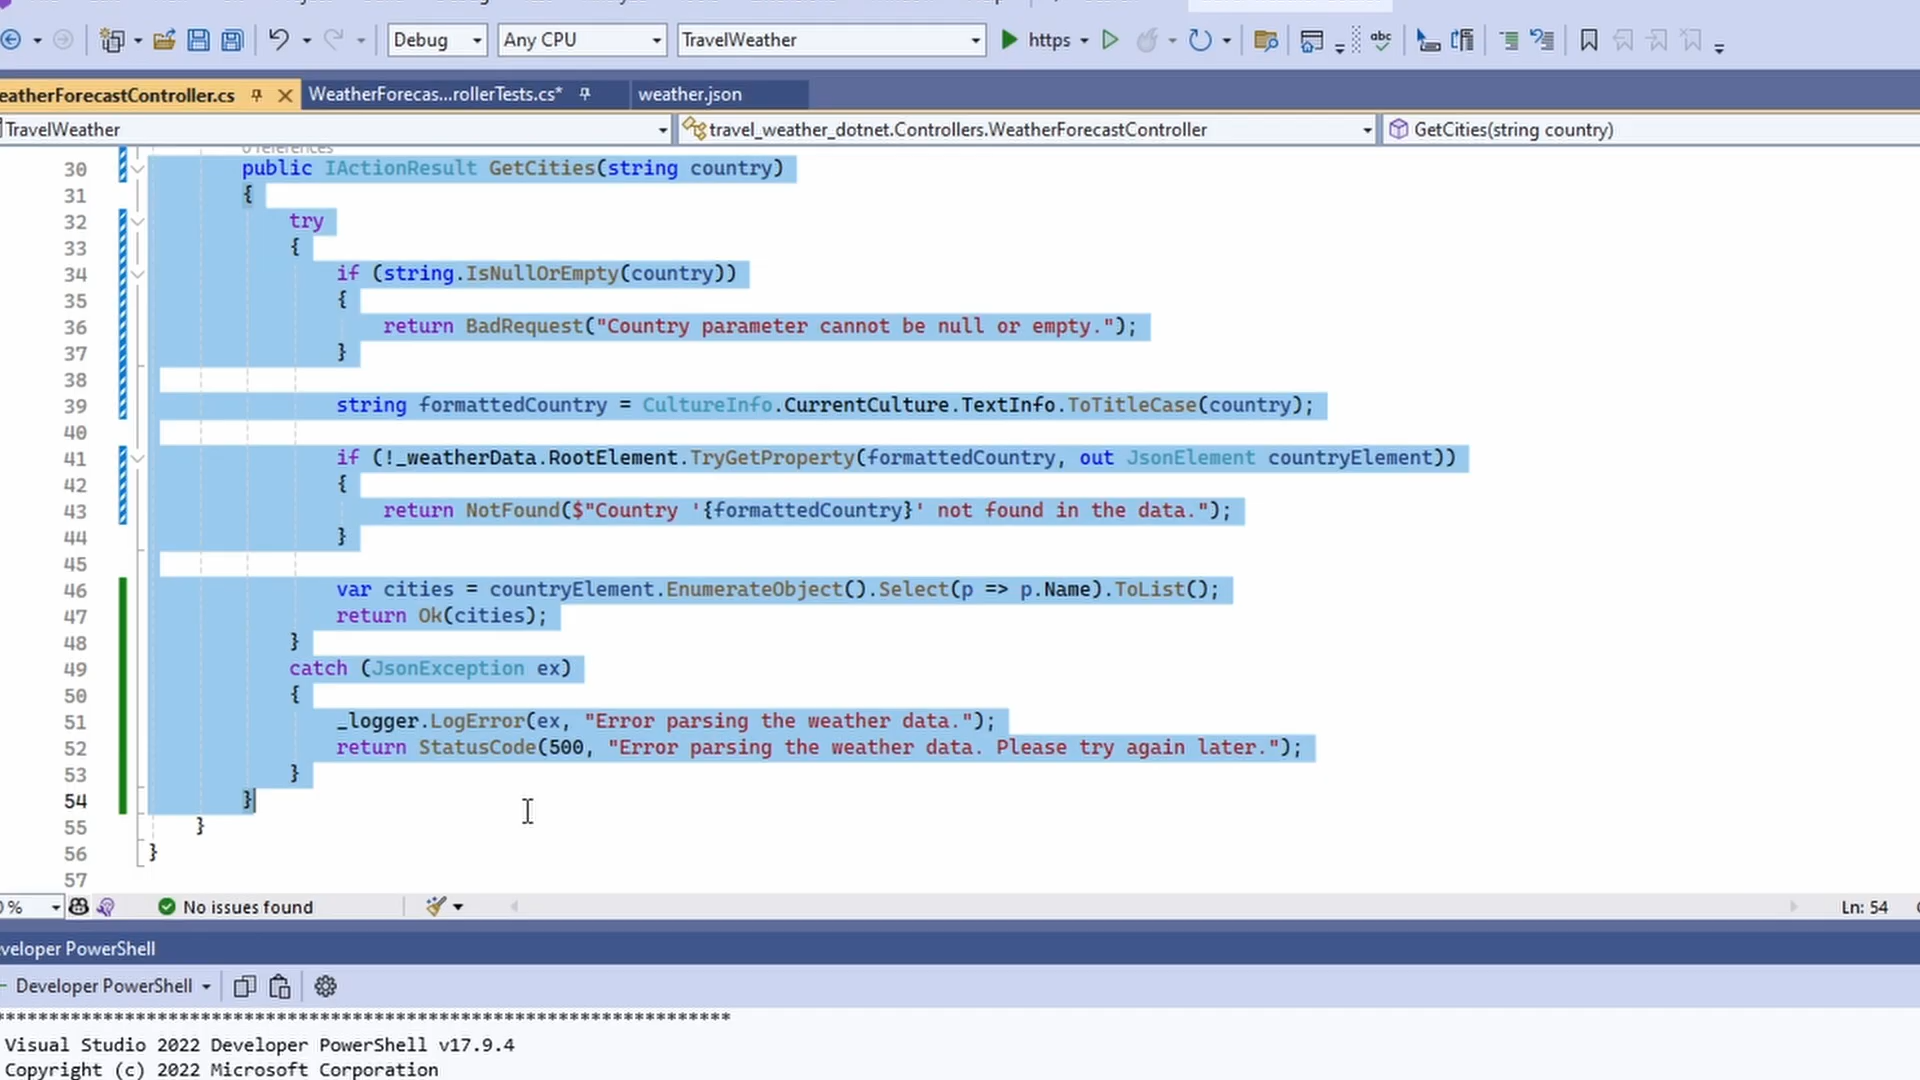 Debug Any CPU TravelWeather https
eatherForecastController.cs WeatherForecas...rollerTests.cs* weather.json
TravelWeather travel_weather_dotnet.Controllers.WeatherForecastController GetCities(string country)
0 references
30 public IActionResult GetCities(string country)
31 {
32 try
33 {
34 if (string.IsNullOrEmpty(country))
35 {
36 return BadRequest("Country parameter cannot be null or empty.");
37 }
38
39 string formattedCountry = CultureInfo.CurrentCulture.TextInfo.ToTitleCase(country);
40
41 if (!_weatherData.RootElement.TryGetProperty(formattedCountry, out JsonElement countryElement))
42 {
43 return NotFound($"Country '{formattedCountry}' not found in the data.");
44 }
45
46 var cities = countryElement.EnumerateObject().Select(p => p.Name).ToList();
47 return Ok(cities);
48 }
49 catch (JsonException ex)
50 {
51 _logger.LogError(ex, "Error parsing the weather data.");
52 return StatusCode(500, "Error parsing the weather data. Please try again later.");
53 }
54 }
55 }
56 }
57
0 % No issues found Ln: 54
eveloper PowerShell
Developer PowerShell
**************************************************************
Visual Studio 2022 Developer PowerShell v17.9.4
Copyright (c) 2022 Microsoft Corporation